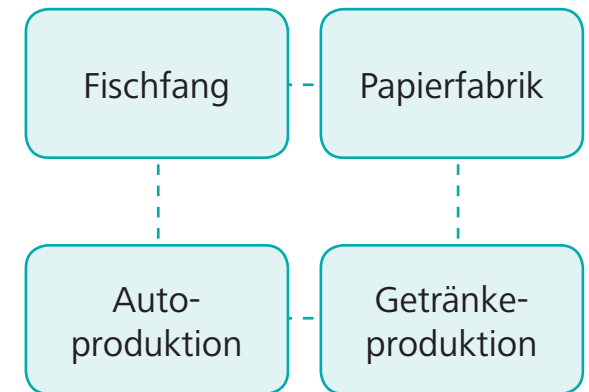 Fischfang
Papierfabrik
Auto-
produktion
Getränke-
produktion